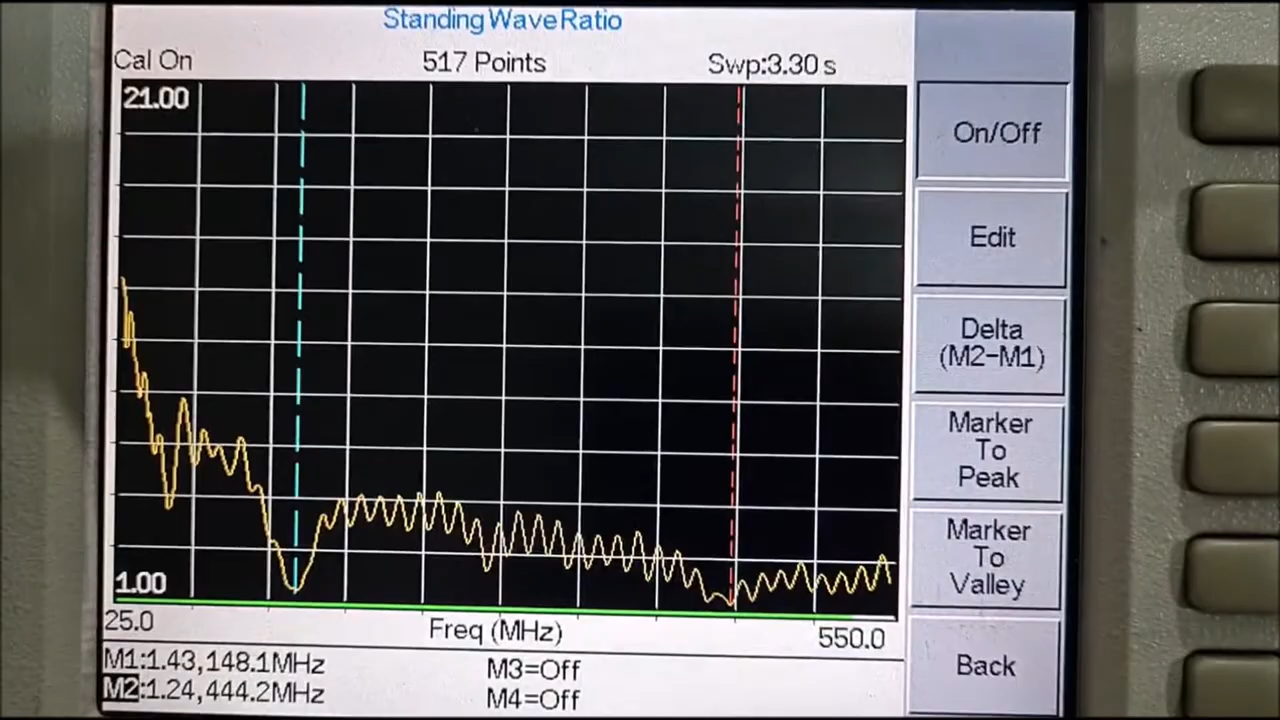 Standing Wave Ratio
Cal On
517 Points
Swp:3.30 s
21.00
1.00
25.0
Freq (MHz)
550.0
M1:1.43,148.1MHz
M3=Off
M2:1.24,444.2MHz
M4=Off
On/Off
Edit
Delta
(M2-M1)
Marker
To
Peak
Marker
To
Valley
Back